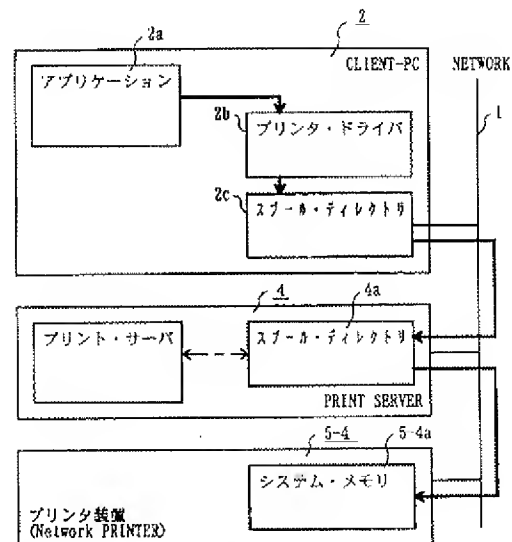 2a
2
アプリケーション
CLIENT-PC
NETWORK
1
2b
プリンタ・ドライバ
2c
スプール・ディレクトリ
4
4a
プリント・サーバ
スプール・ディレクトリ
PRINT SERVER
5-4
5-4a
システム・メモリ
プリンタ装置
(Network PRINTER)